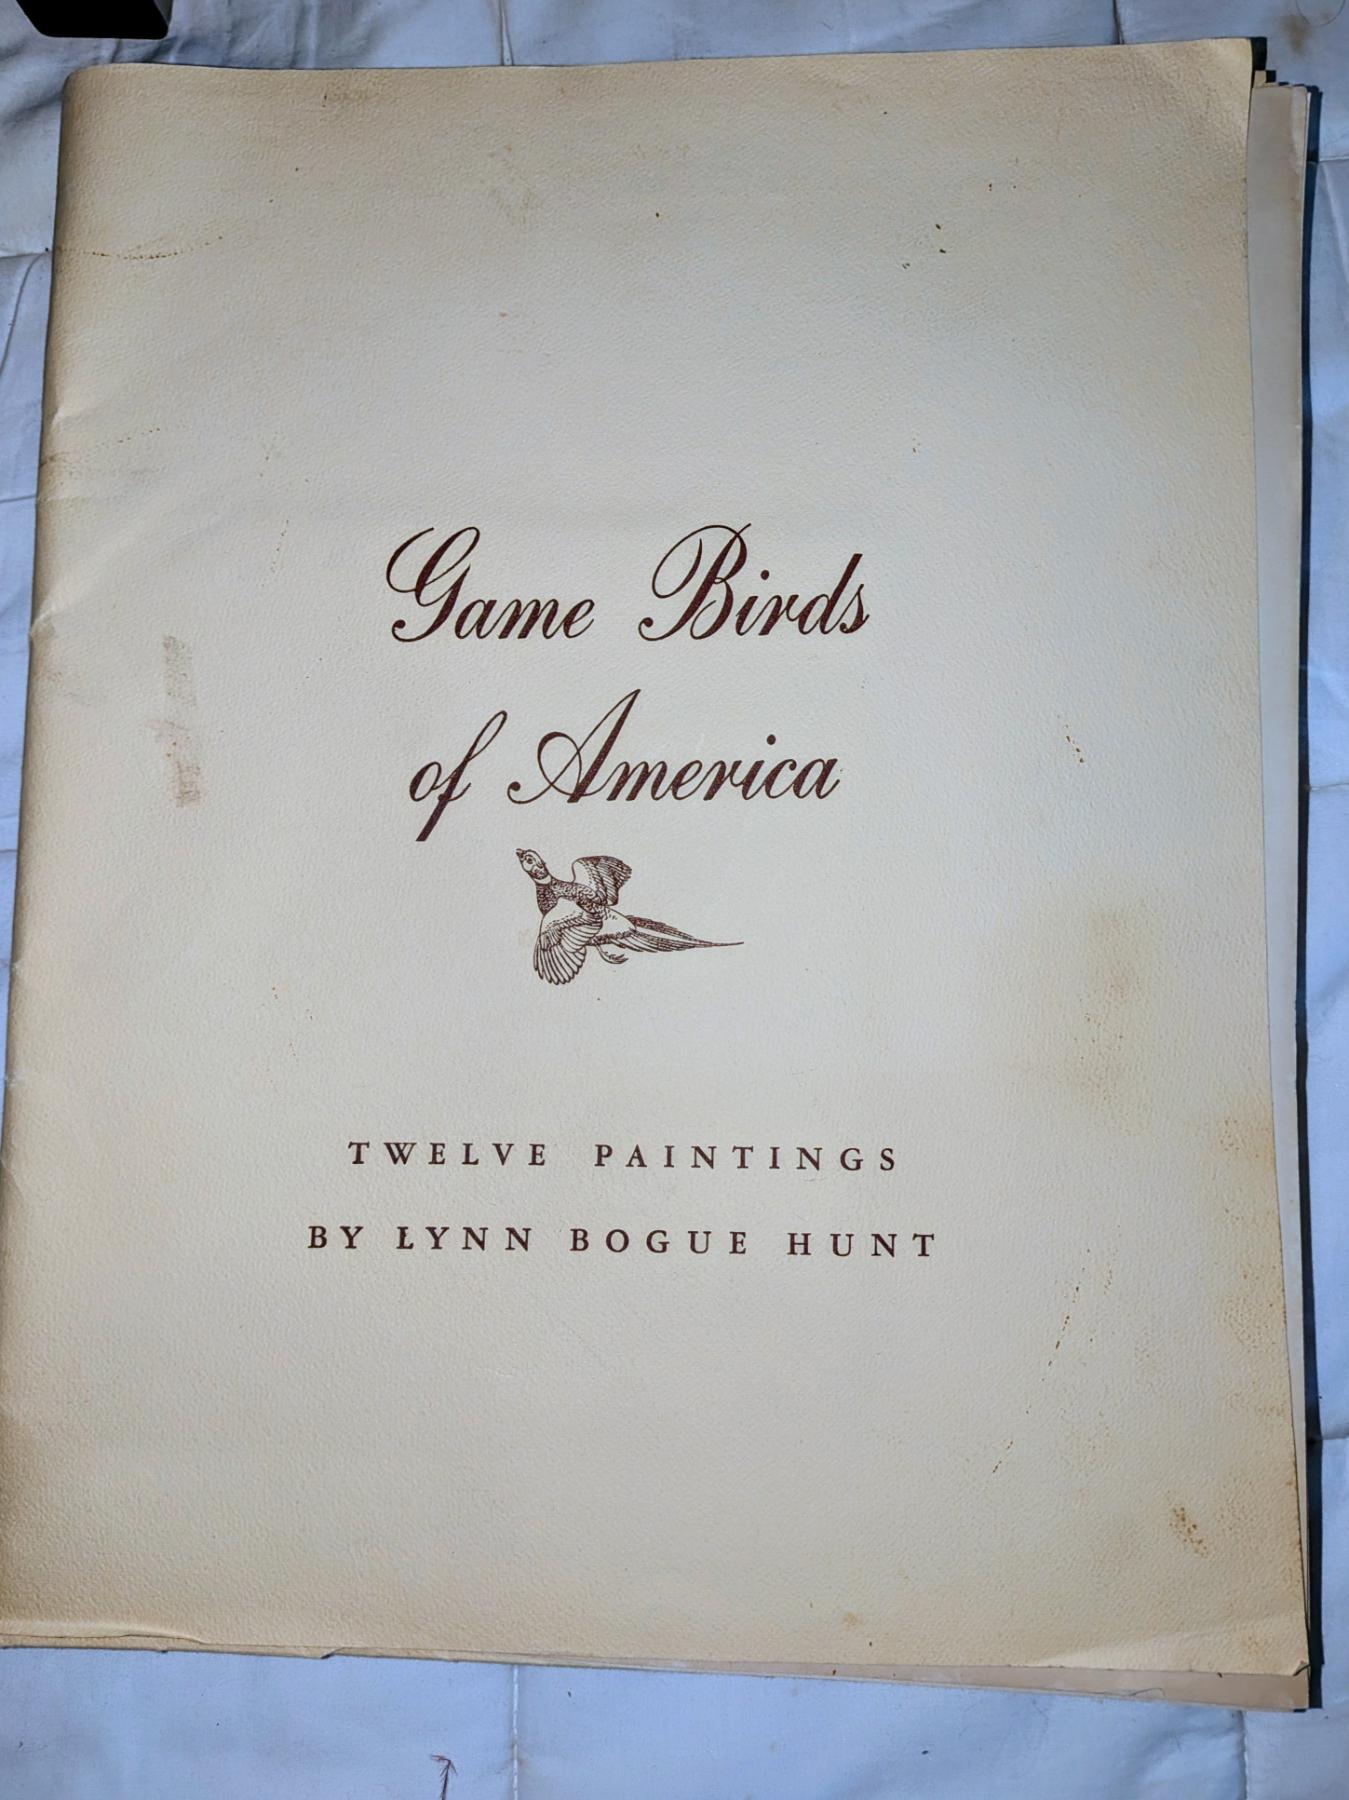 Game Birds
of America
TWELVE PAINTINGS
BY LYNN BOGUE HUNT